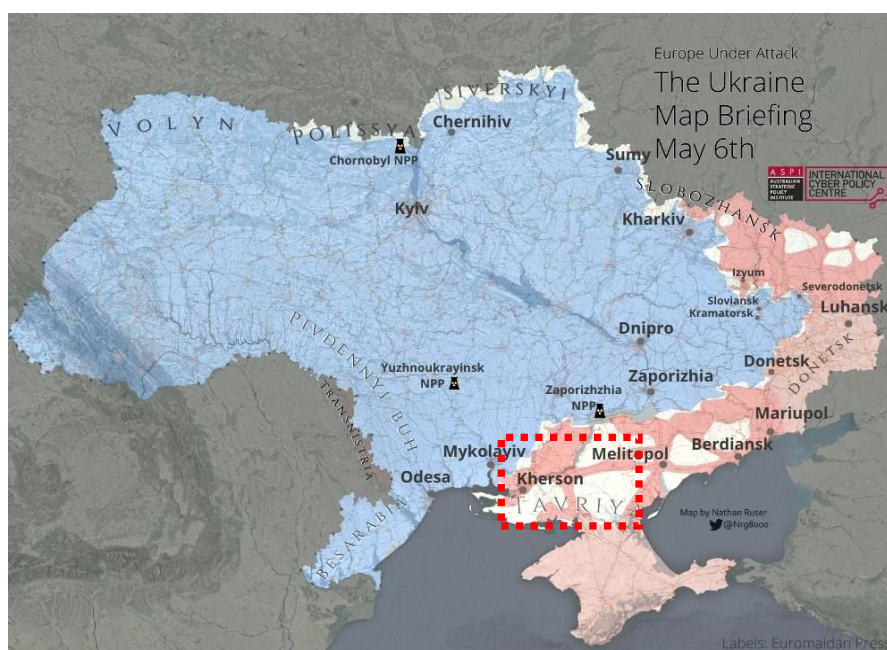 Europe Under Attack
The Ukraine
Map Briefing
May 6th
ASPI
AUSTRALIAN
STRATEGIC
POLICY
INSTITUTE
INTERNATIONAL
CYBER POLICY
CENTRE
VOLYN
POLISSYA
SIVERSKYI
Chernihiv
Chornobyl NPP
Sumy
SLOBOZHANSK
Kyiv
Kharkiv
Izyum
Severodonetsk
Sloviansk
Kramatorsk
Luhansk
PIVDENNYI BUH
Dnipro
Yuzhnoukrayinsk
NPP
Zaporizhzhia
NPP
Zaporizhia
Donetsk
DONETSK
TRANSNISTRIA
Mariupol
Mykolayiv
Melitopol
Berdiansk
Odesa
Kherson
TAVRIYA
BESARABIA
Map by Nathan Ruser
@Nrg8000
Labels: Euromaidan Press